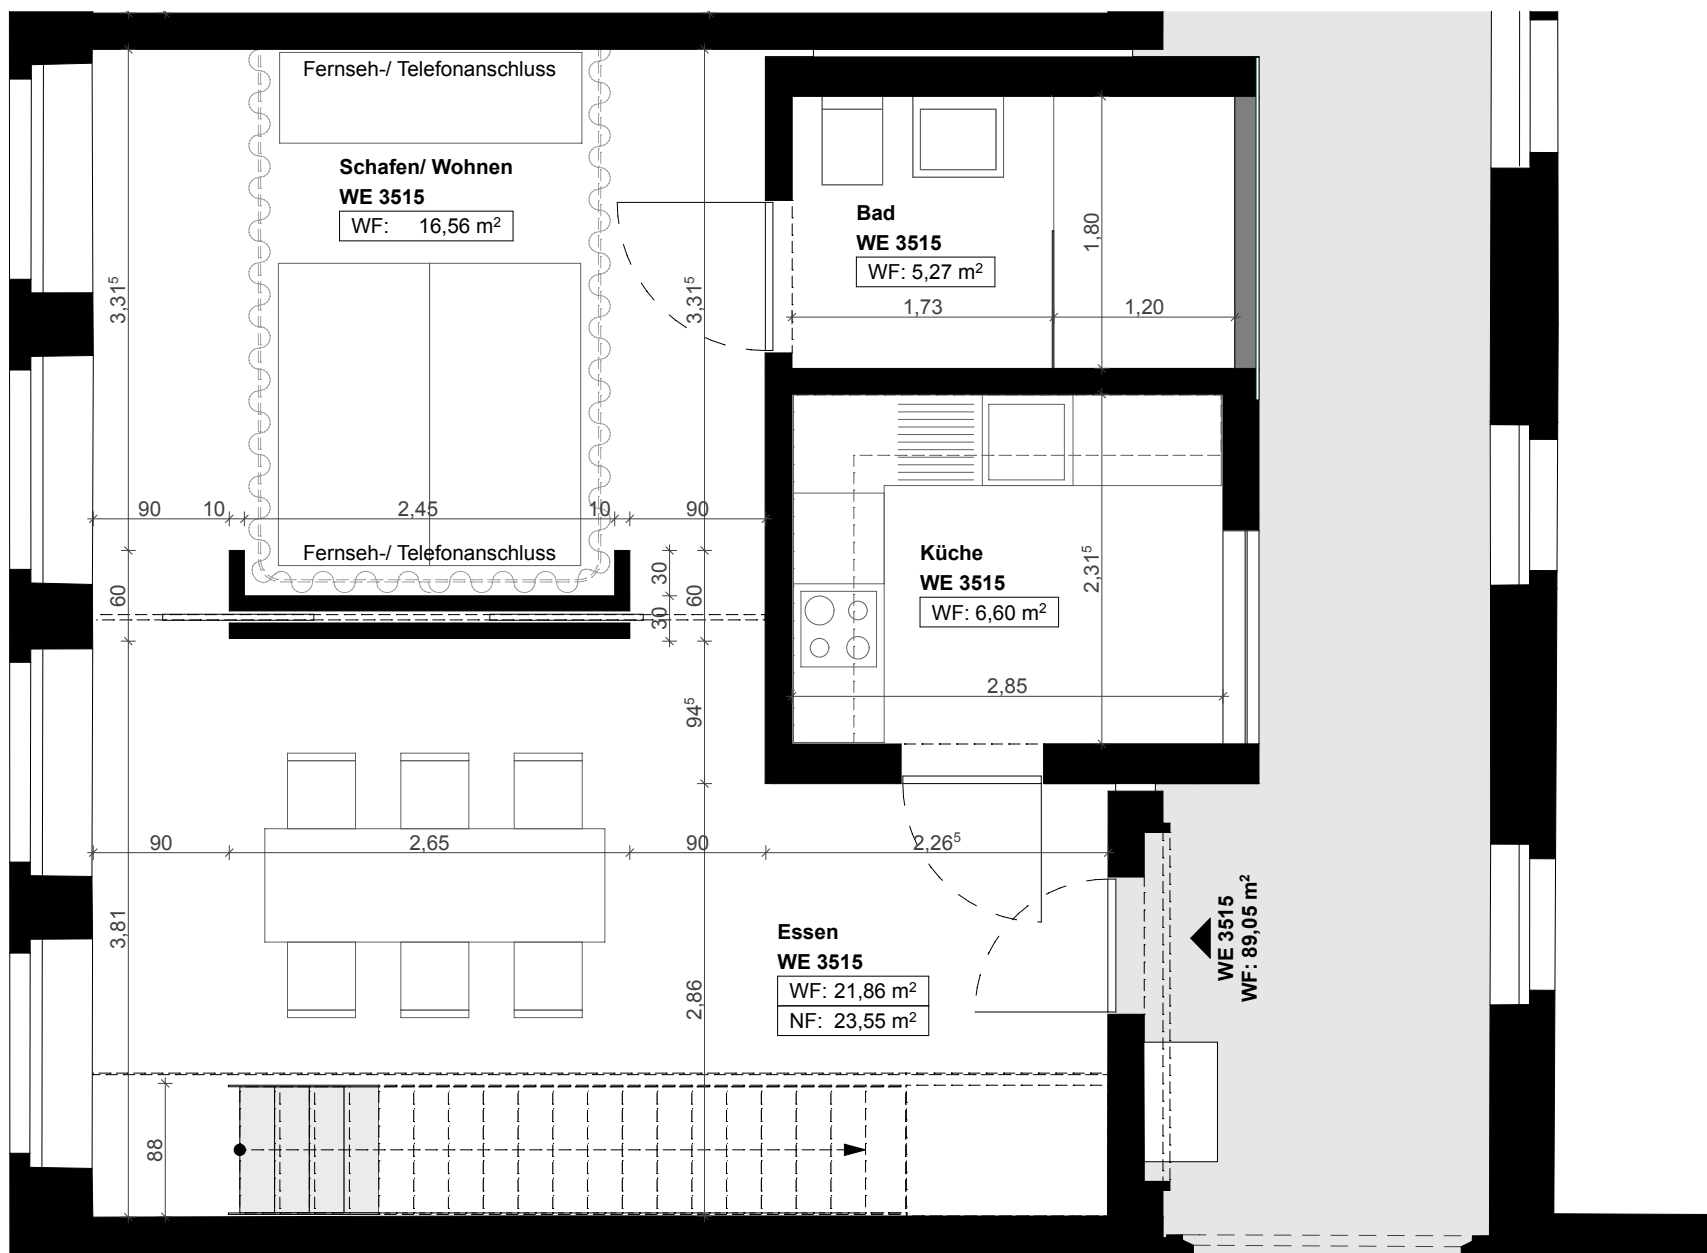 Fernseh-/ Telefonanschluss
Schafen/ Wohnen
WE 3515
WF: 16,56 m²
Bad
WE 3515
WF: 5,27 m²
1,80
1,73
1,20
3,31⁵
3,31⁵
90
10
2,45
10
90
Fernseh-/ Telefonanschluss
60
30
30
60
Küche
WE 3515
WF: 6,60 m²
2,31⁵
2,85
94⁵
90
2,65
90
2,26⁵
3,81
2,86
Essen
WE 3515
WF: 21,86 m²
NF: 23,55 m²
WE 3515
WF: 89,05 m²
88